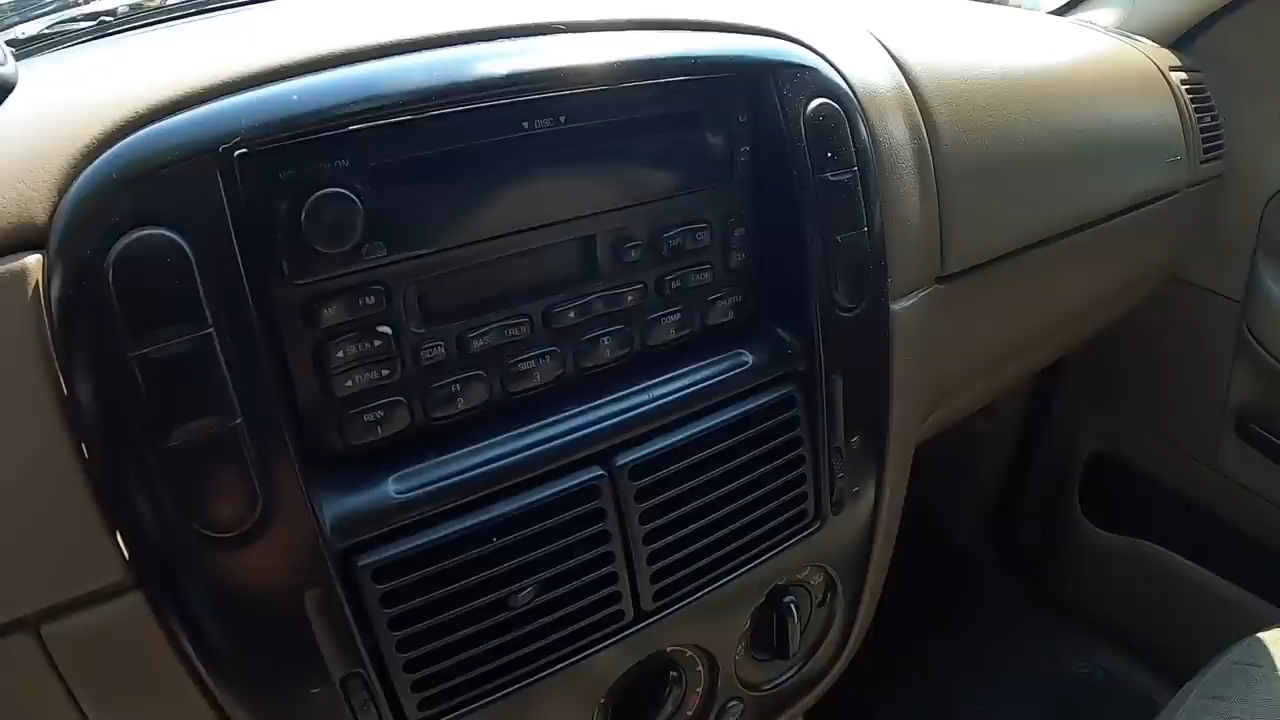 ▼ DISC ▼
AM FM
TAPE CD
◀ SEEK ▶
SCAN
BASS TREB
◀ ▶
BAL FADE
◀ TUNE ▶
REW
1
FF
2
SIDE 1-2
3
4
COMP
5
SHUFFLE
6